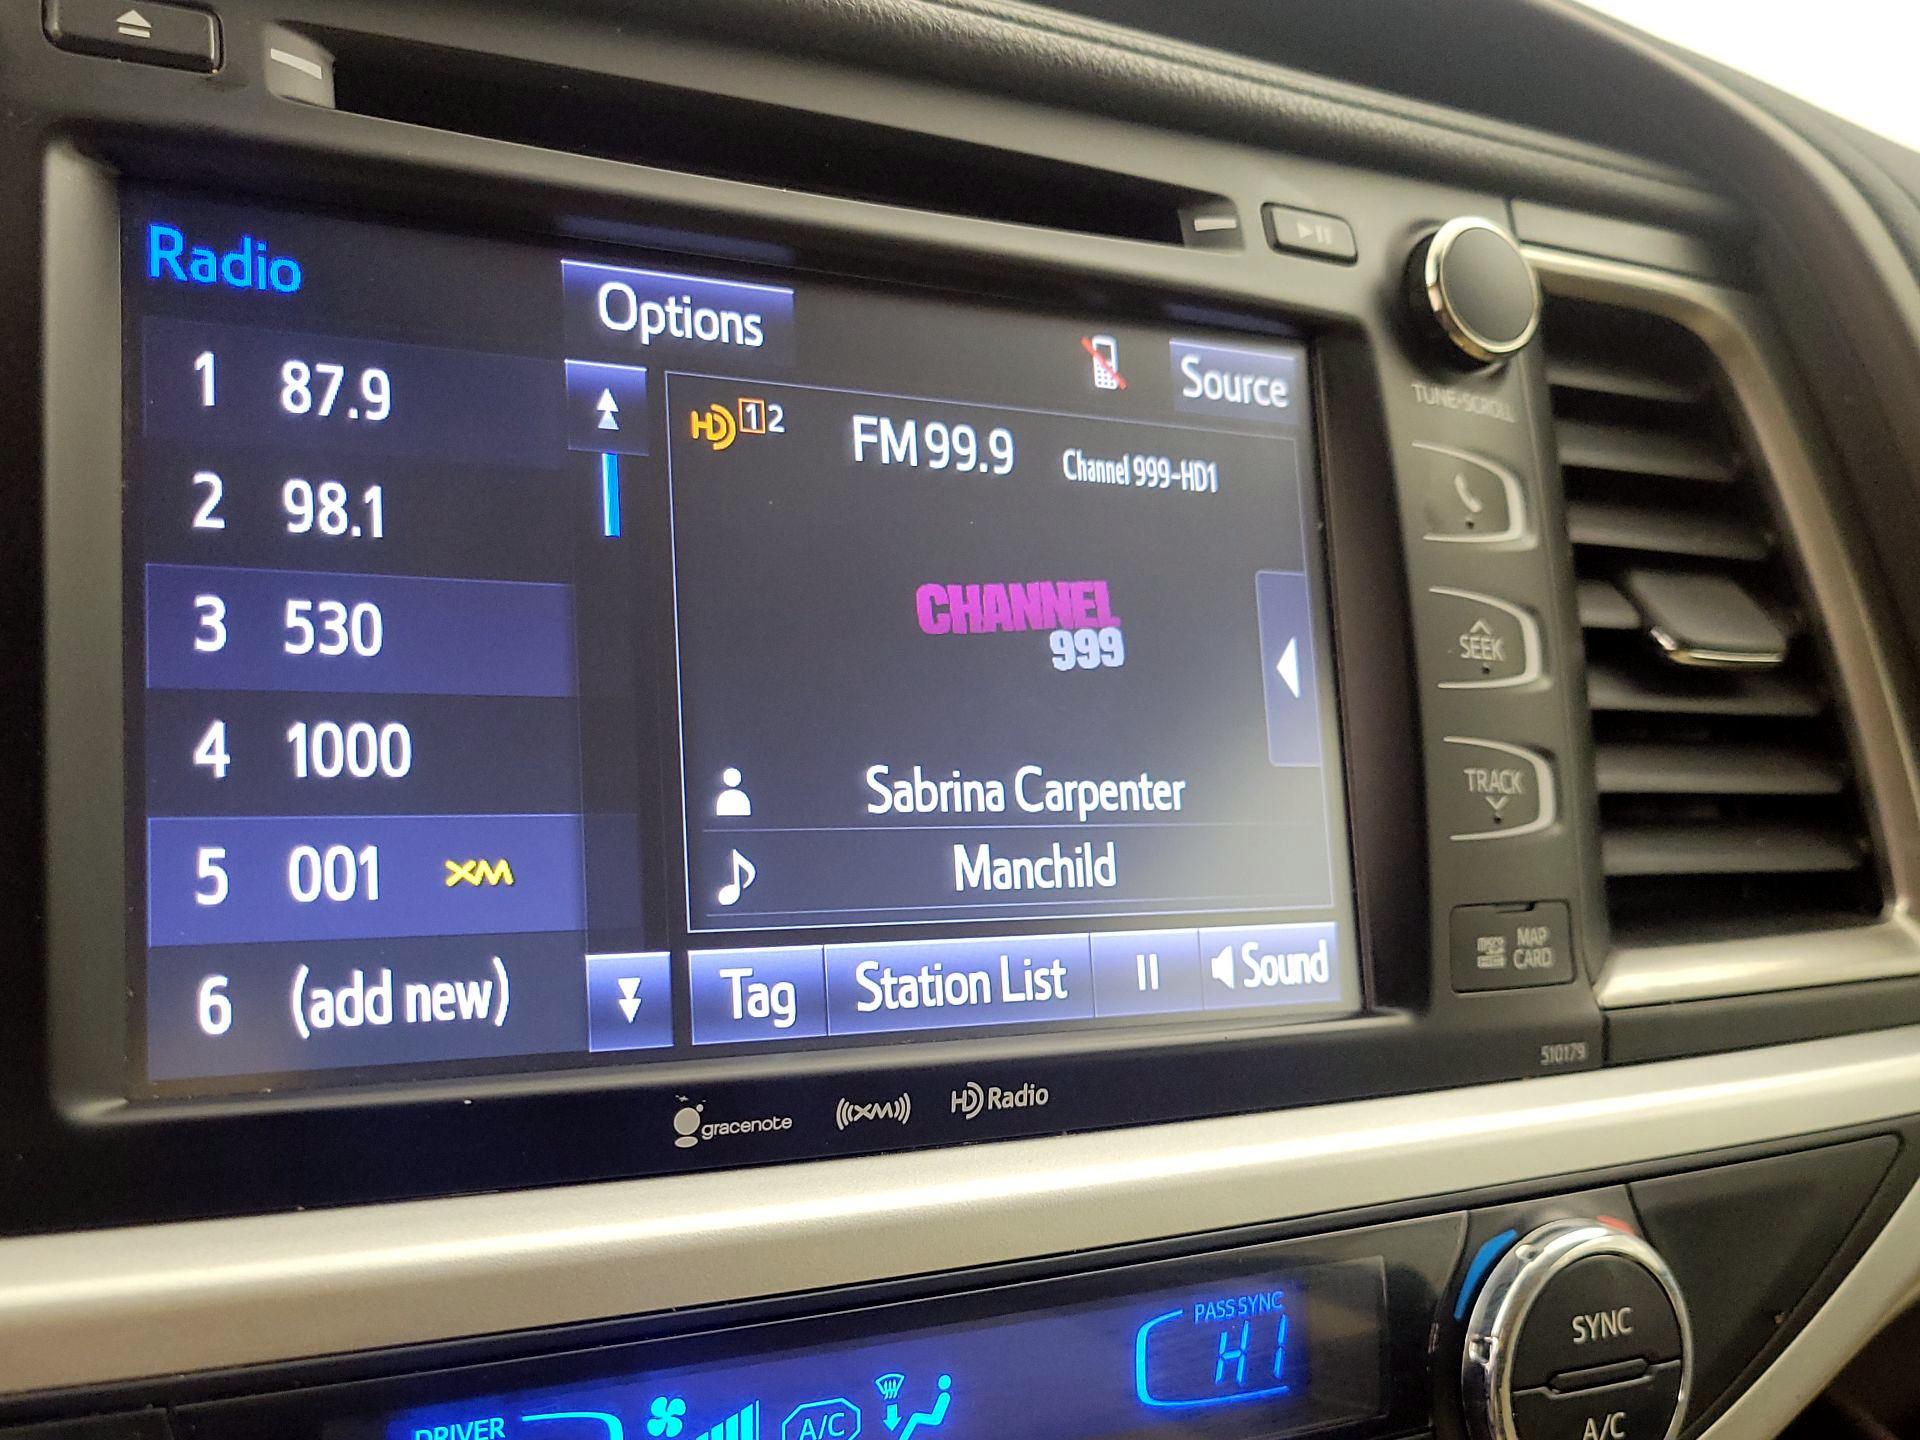 Radio
Options
Source
1 87.9
2 98.1
3 530
4 1000
5 001 XM
6 (add new)
HD 1 2
FM 99.9 Channel 999-HD1
CHANNEL
999
Sabrina Carpenter
Manchild
Tag
Station List
Sound
TUNE•SCROLL
SEEK
TRACK
micro
MAP
CARD
510179
gracenote
((XM))
HD Radio
PASS SYNC
HI
DRIVER
A/C
SYNC
A/C